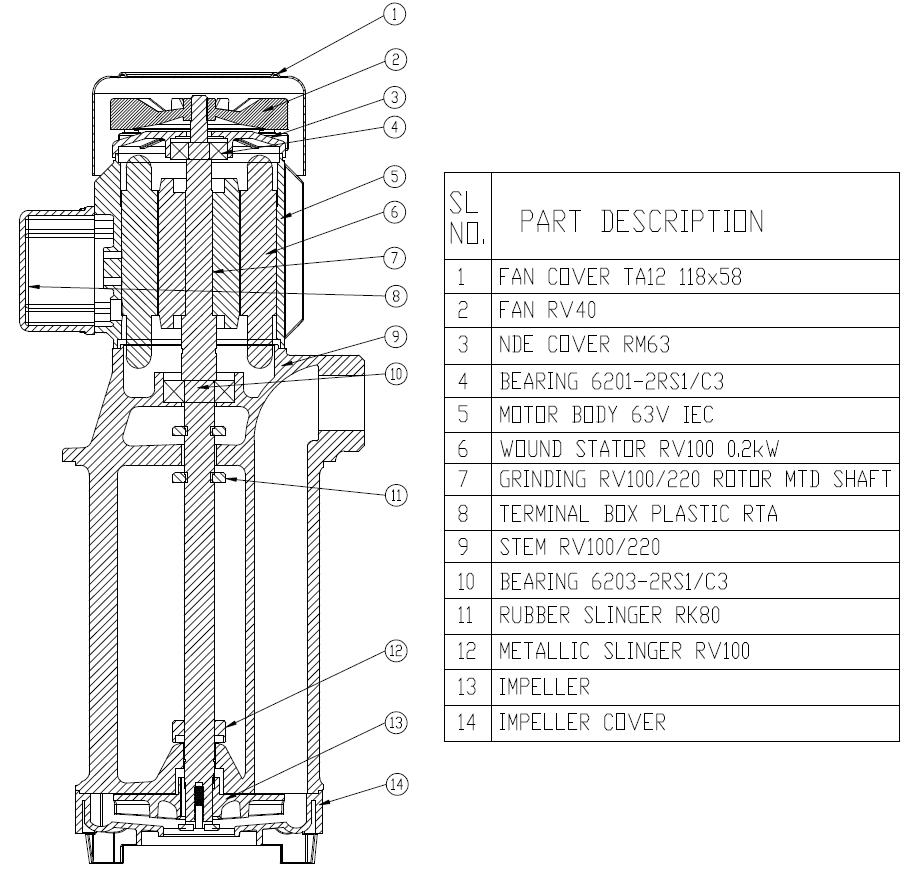 1
2
3
4
5
6
7
8
9
10
11
12
13
14
SL NO. PART DESCRIPTION
1 FAN COVER TA12 118x58
2 FAN RV40
3 NDE COVER RM63
4 BEARING 6201-2RS1/C3
5 MOTOR BODY 63V IEC
6 WOUND STATOR RV100 0.2kW
7 GRINDING RV100/220 ROTOR MTD SHAFT
8 TERMINAL BOX PLASTIC RTA
9 STEM RV100/220
10 BEARING 6203-2RS1/C3
11 RUBBER SLINGER RK80
12 METALLIC SLINGER RV100
13 IMPELLER
14 IMPELLER COVER